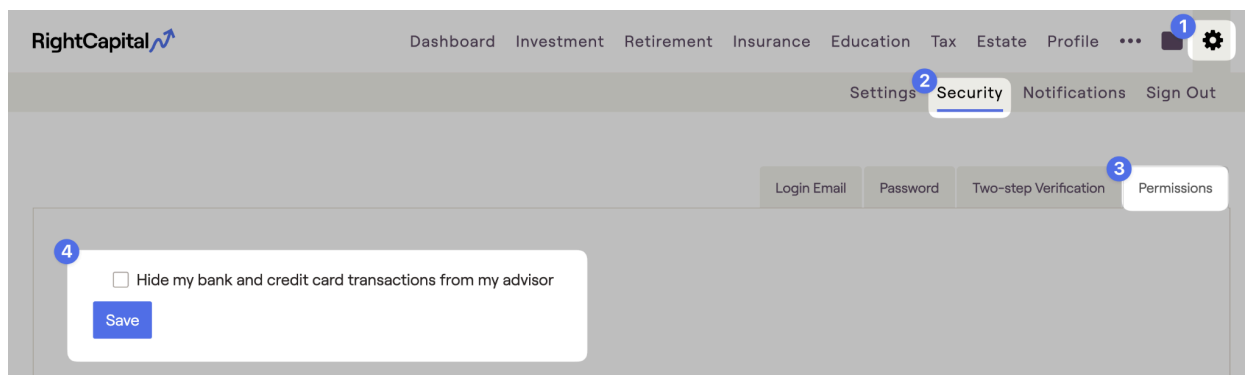 1
RightCapital Dashboard Investment Retirement Insurance Education Tax Estate Profile •••
2
Settings Security Notifications Sign Out
3
Login Email Password Two-step Verification Permissions
4
Hide my bank and credit card transactions from my advisor
Save